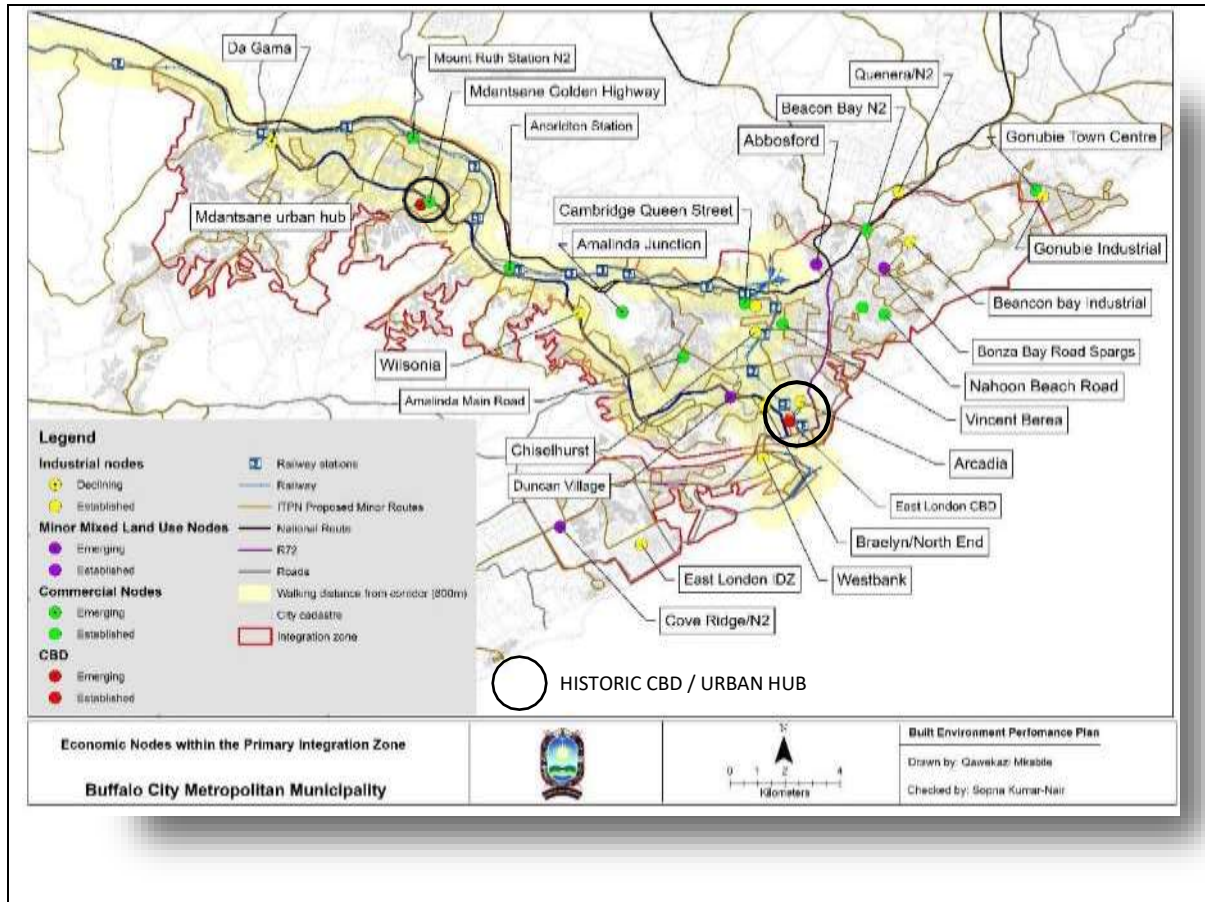 Da Gama
Mount Ruth Station N2
Mdantsane Golden Highway
Quenera/N2
Beacon Bay N2
Anoriciton Station
Abbosford
Gonubie Town Centre
Mdantsane urban hub
Cambridge Queen Street
Amalinda Junction
Gonubie Industrial
Beancon bay Industrial
Wilsonia
Bonza Bay Road Spargs
Amalinda Main Road
Nahoon Beach Road
Vincent Berea
Chiselhurst
Arcadia
Duncan Village
East London CBD
Braelyn/North End
East London IDZ
Westbank
Cove Ridge/N2
Legend
Industrial nodes
Declining
Established
Minor Mixed Land Use Nodes
Emerging
Established
Commercial Nodes
Emerging
Established
CBD
Emerging
Established
Railway stations
Railway
ITPN Proposed Minor Routes
National Route
R72
Roads
Walking distance from corridor (800m)
City cadastre
Integration zone
HISTORIC CBD / URBAN HUB
Economic Nodes within the Primary Integration Zone
Buffalo City Metropolitan Municipality
N
0 1 2 4
Kilometers
Built Environment Perfomance Plan
Drawn by: Qawekazi Mkabile
Checked by: Sopna Kumar-Nair